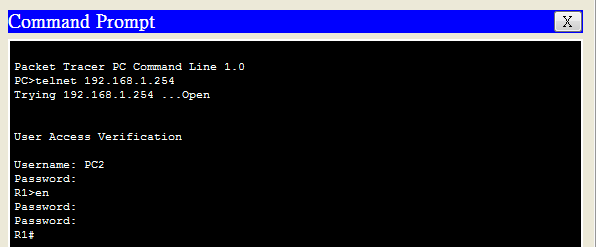 Command Prompt
X
Packet Tracer PC Command Line 1.0
PC>telnet 192.168.1.254
Trying 192.168.1.254 ...Open
User Access Verification
Username: PC2
Password:
R1>en
Password:
Password:
R1#